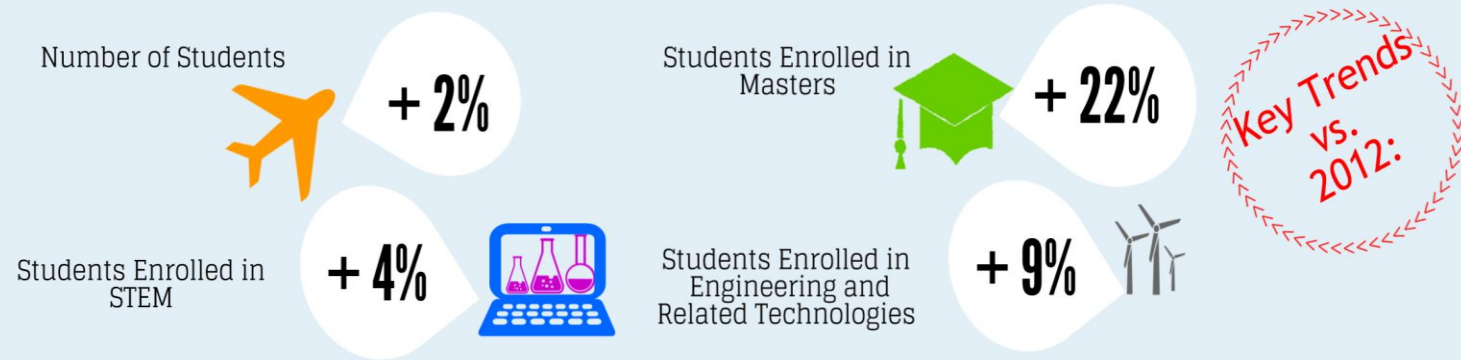 Number of Students
+ 2%
Students Enrolled in
Masters
+ 22%
Key Trends
vs.
2012:
Students Enrolled in
STEM
+ 4%
Students Enrolled in
Engineering and
Related Technologies
+ 9%